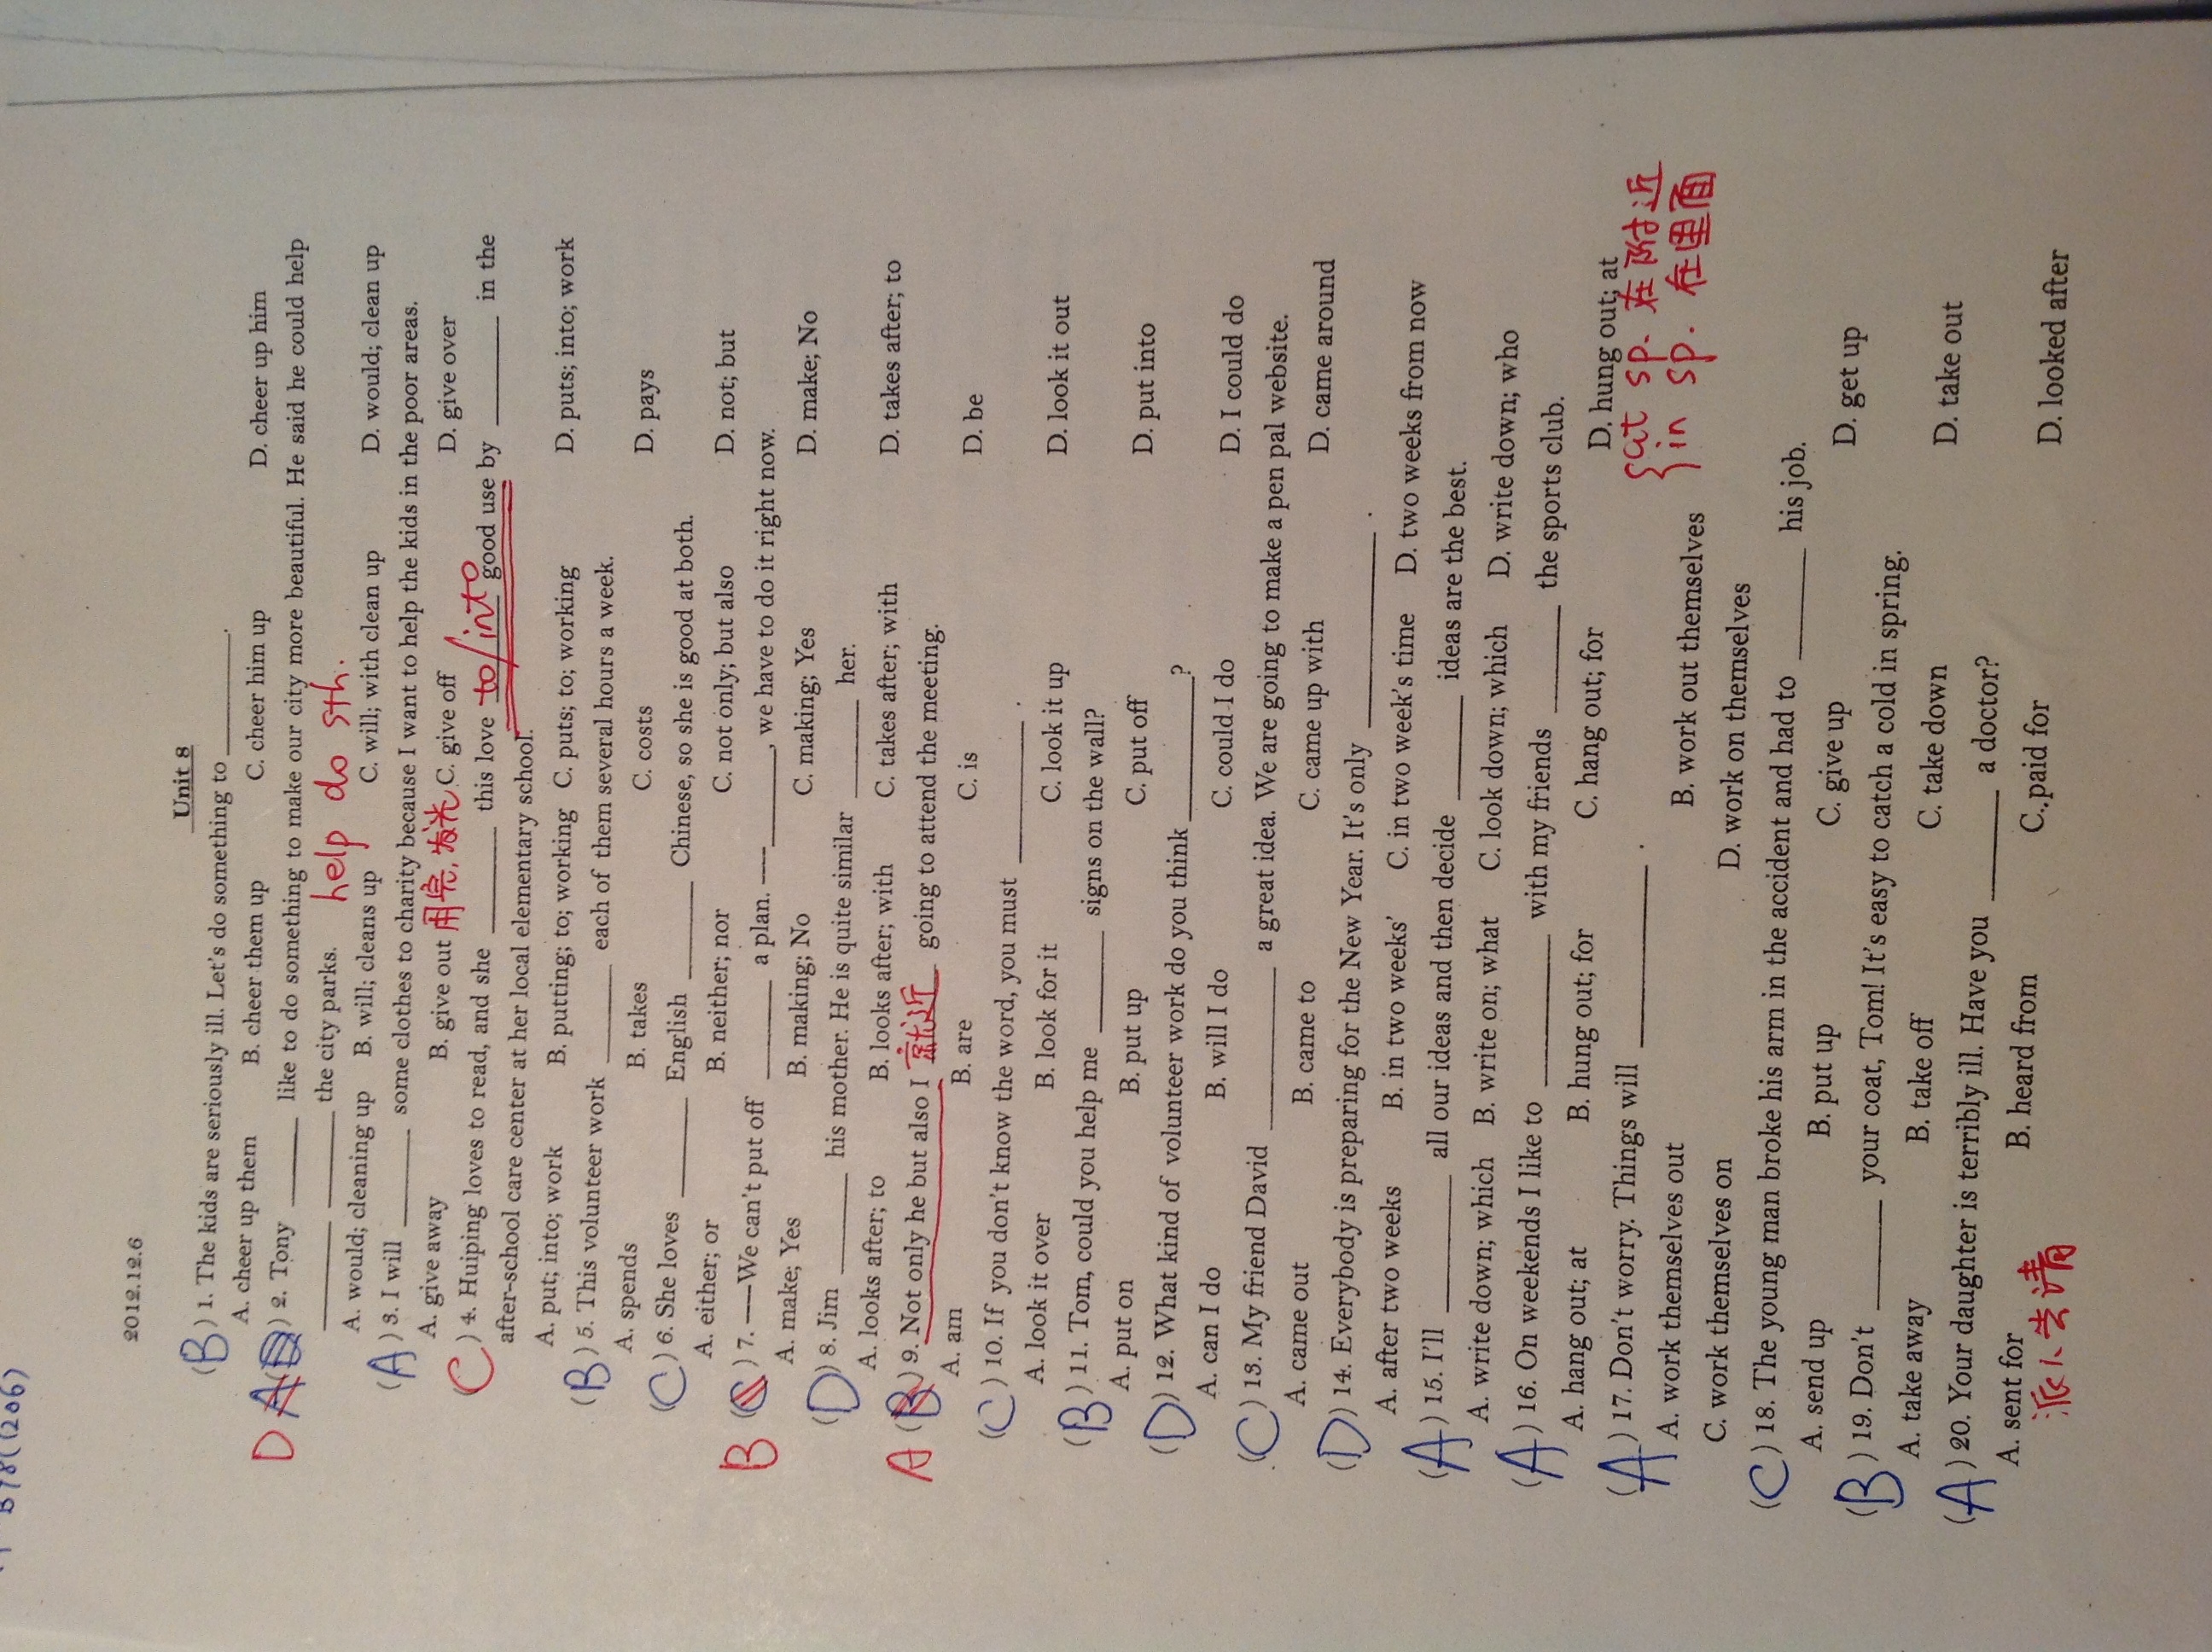 B78(1206)
2012.12.6
Unit 8
(B) 1. The kids are seriously ill. Let's do something to __________.
A. cheer up them B. cheer them up C. cheer him up D. cheer up him
D A ( ) 2. Tony ________ like to do something to make our city more beautiful. He said he could help
__________ _________ the city parks. help do sth.
A. would; cleaning up B. will; cleans up C. will; with clean up D. would; clean up
(A) 3. I will ________ some clothes to charity because I want to help the kids in the poor areas.
A. give away B. give out 用完,发光 C. give off D. give over
(C) 4. Huiping loves to read, and she ________ this love to/into good use by ________ in the
after-school care center at her local elementary school.
A. put; into; work B. putting; to; working C. puts; to; working D. puts; into; work
(B) 5. This volunteer work ________ each of them several hours a week.
A. spends B. takes C. costs D. pays
(C) 6. She loves ________ English ________ Chinese, so she is good at both.
A. either; or B. neither; nor C. not only; but also D. not; but
B (C) 7. ——We can't put off ________ a plan. ——________, we have to do it right now.
A. make; Yes B. making; No C. making; Yes D. make; No
(D) 8. Jim ________ his mother. He is quite similar ________ her.
A. looks after; to B. looks after; with C. takes after; with D. takes after; to
A (B) 9. Not only he but also I 就近 going to attend the meeting.
A. am B. are C. is D. be
(C) 10. If you don't know the word, you must ____________ .
A. look it over B. look for it C. look it up D. look it out
(B) 11. Tom, could you help me ________ signs on the wall?
A. put on B. put up C. put off D. put into
(D) 12. What kind of volunteer work do you think ____________?
A. can I do B. will I do C. could I do D. I could do
(C) 13. My friend David _____________ a great idea. We are going to make a pen pal website.
A. came out B. came to C. came up with D. came around
(D) 14. Everybody is preparing for the New Year. It's only ________________ .
A. after two weeks B. in two weeks' C. in two week's time D. two weeks from now
(A) 15. I'll ___________ all our ideas and then decide ________ ideas are the best.
A. write down; which B. write on; what C. look down; which D. write down; who
(A) 16. On weekends I like to ____________ with my friends ________ the sports club.
A. hang out; at B. hung out; for C. hang out; for D. hung out; at
(A) 17. Don't worry. Things will ______________ .
at sp. 在附近
A. work themselves out B. work out themselves
in sp. 在里面
C. work themselves on D. work on themselves
(C) 18. The young man broke his arm in the accident and had to ________ his job.
A. send up B. put up C. give up D. get up
(B) 19. Don't ________ your coat, Tom! It's easy to catch a cold in spring.
A. take away B. take off C. take down D. take out
(A) 20. Your daughter is terribly ill. Have you ________ a doctor?
A. sent for B. heard from C. paid for D. looked after
派人去请